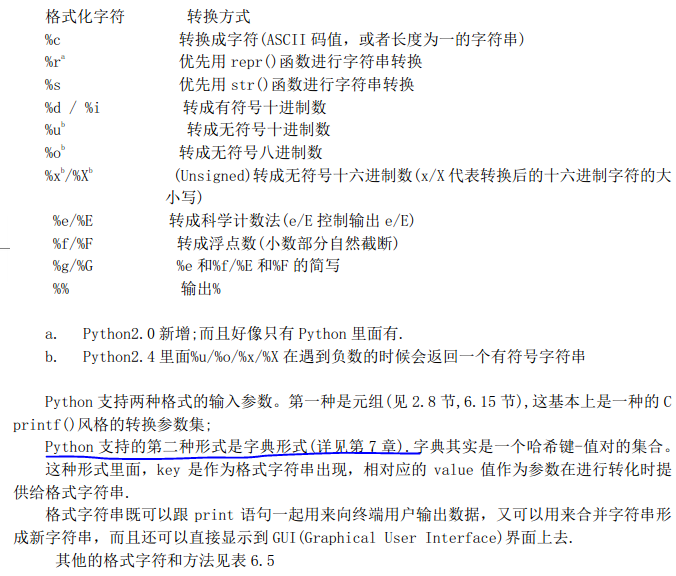 格式化字符 转换方式
%c 转换成字符(ASCII 码值，或者长度为一的字符串)
%rª 优先用 repr()函数进行字符串转换
%s 优先用 str()函数进行字符串转换
%d / %i 转成有符号十进制数
%uᵇ 转成无符号十进制数
%oᵇ 转成无符号八进制数
%xᵇ/%Xᵇ (Unsigned)转成无符号十六进制数(x/X 代表转换后的十六进制字符的大
小写)
%e/%E 转成科学计数法(e/E 控制输出 e/E)
%f/%F 转成浮点数(小数部分自然截断)
%g/%G %e 和%f/%E 和%F 的简写
%% 输出%
a. Python2.0 新增;而且好像只有 Python 里面有.
b. Python2.4 里面%u/%o/%x/%X 在遇到负数的时候会返回一个有符号字符串
Python 支持两种格式的输入参数。第一种是元组(见 2.8 节,6.15 节),这基本上是一种的 C
printf()风格的转换参数集;
Python 支持的第二种形式是字典形式(详见第 7 章).字典其实是一个哈希键-值对的集合。
这种形式里面，key 是作为格式字符串出现，相对应的 value 值作为参数在进行转化时提
供给格式字符串.
格式字符串既可以跟 print 语句一起用来向终端用户输出数据，又可以用来合并字符串形
成新字符串，而且还可以直接显示到 GUI(Graphical User Interface)界面上去.
其他的格式字符和方法见表 6.5